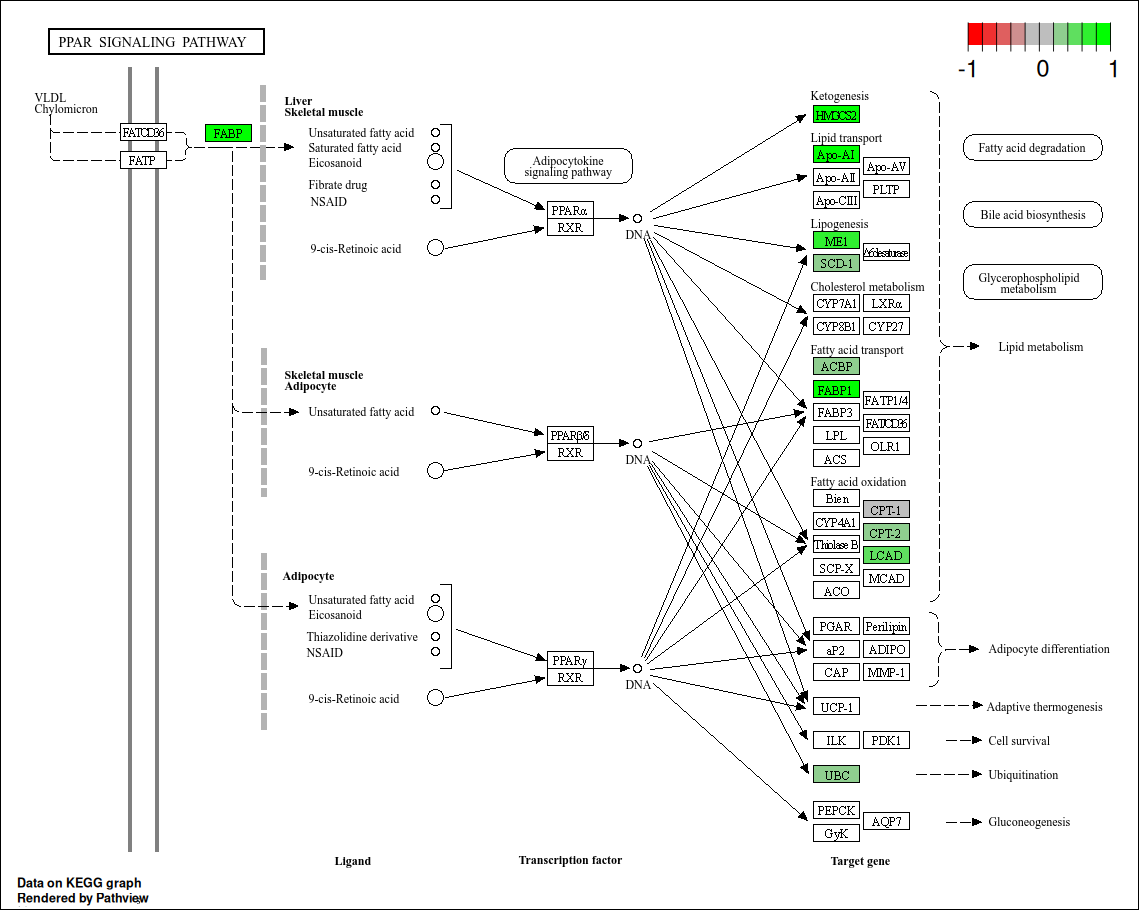 PPAR SIGNALING PATHWAY
-1 0 1
VLDL
Chylomicron
FATCD36
FATP
FABP
Liver
Skeletal muscle
Unsaturated fatty acid
Saturated fatty acid
Eicosanoid
Fibrate drug
NSAID
9-cis-Retinoic acid
Adipocytokine
signaling pathway
PPARα
RXR
DNA
Skeletal muscle
Adipocyte
Unsaturated fatty acid
9-cis-Retinoic acid
PPARβ/δ
RXR
DNA
Adipocyte
Unsaturated fatty acid
Eicosanoid
Thiazolidine derivative
NSAID
9-cis-Retinoic acid
PPARγ
RXR
DNA
Ketogenesis
HMGCS2
Lipid transport
Apo-AI
Apo-AII
Apo-CIII
Apo-AV
PLTP
Lipogenesis
ME1
SCD-1
Cholesterol metabolism
CYP7A1
LXRα
CYP8B1
CYP27
Fatty acid transport
ACBP
FABP1
FABP3
LPL
ACS
FATP1/4
FAT/CD36
OLR1
Fatty acid oxidation
Bien
CYP4A1
Thiolase B
SCP-X
ACO
CPT-1
CPT-2
LCAD
MCAD
PGAR
Perilipin
aP2
ADIPO
CAP
MMP-1
UCP-1
ILK
PDK1
UBC
PEPCK
GyK
AQP7
Fatty acid degradation
Bile acid biosynthesis
Glycerophospholipid
metabolism
Lipid metabolism
Adipocyte differentiation
Adaptive thermogenesis
Cell survival
Ubiquitination
Gluconeogenesis
Ligand
Transcription factor
Target gene
Data on KEGG graph
Rendered by Pathview